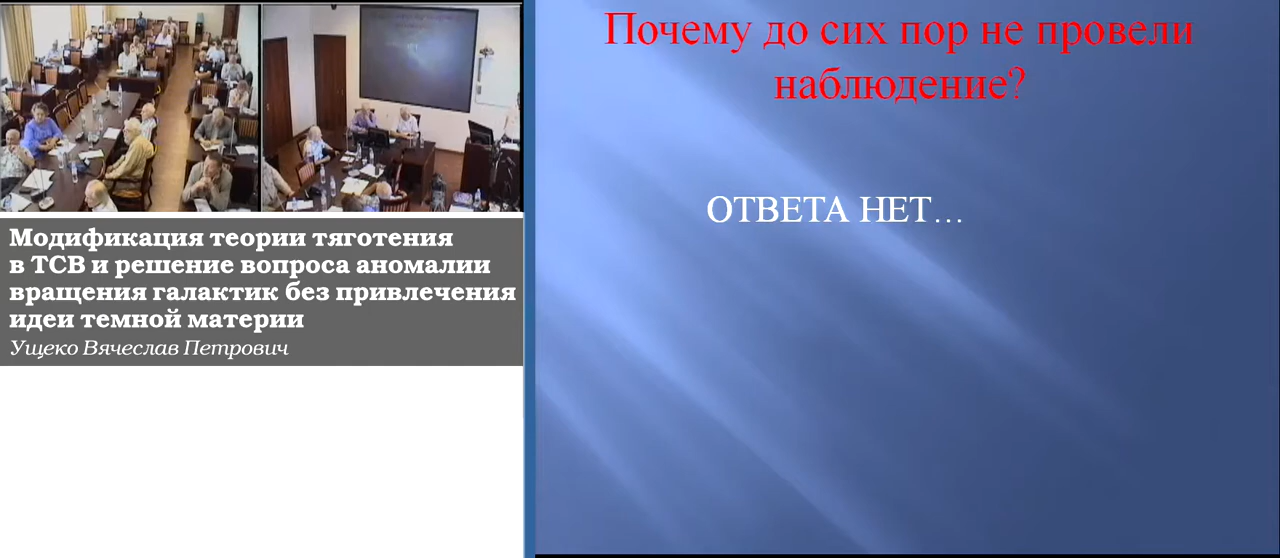 Модификация теории тяготения
в ТСВ и решение вопроса аномалии
вращения галактик без привлечения
идеи темной материи
Ущеко Вячеслав Петрович
Почему до сих пор не провели
наблюдение?
ОТВЕТА НЕТ...